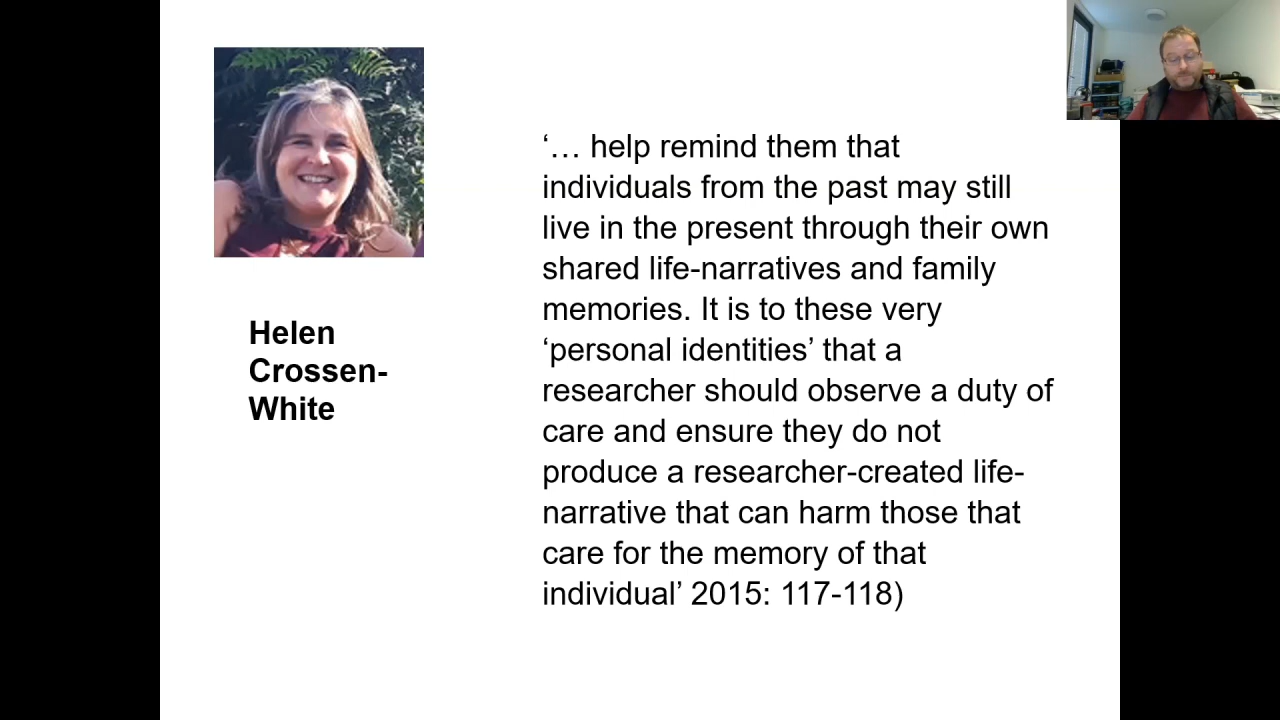 Helen
Crossen-
White
‘… help remind them that
individuals from the past may still
live in the present through their own
shared life-narratives and family
memories. It is to these very
‘personal identities’ that a
researcher should observe a duty of
care and ensure they do not
produce a researcher-created life-
narrative that can harm those that
care for the memory of that
individual’ 2015: 117-118)